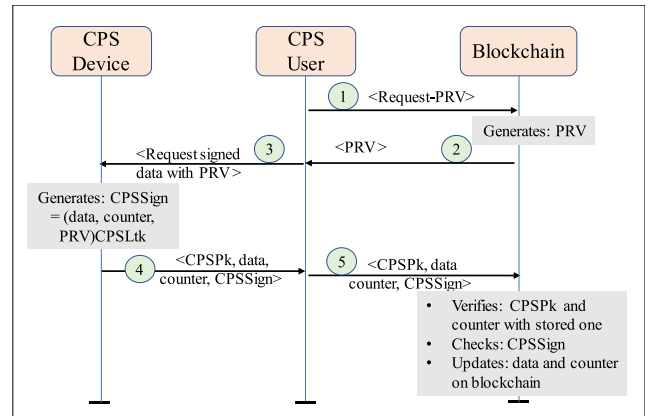 CPS
Device
CPS
User
Blockchain
1
<Request-PRV>
Generates: PRV
<Request signed
data with PRV>
3
<PRV>
2
Generates: CPSSign
= (data, counter,
PRV)CPSLtk
4
<CPSPk, data,
counter, CPSSign>
5
<CPSPk, data
counter, CPSSign>
• Verifies: CPSPk and
counter with stored one
• Checks: CPSSign
• Updates: data and counter
on blockchain